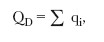 Q_D = ∑ q_i,